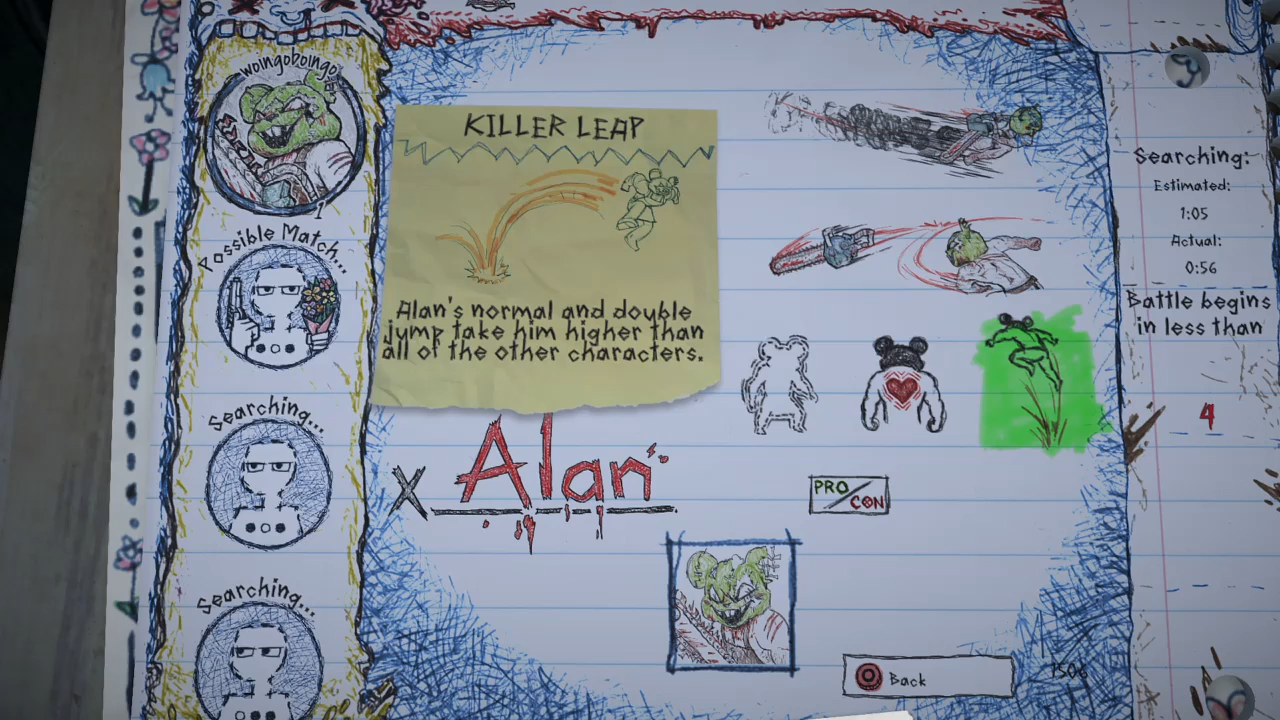 woingoboingo
1
Possible Match...
Searching...
Searching...
KILLER LEAP
Alan's normal and double
jump take him higher than
all of the other characters.
x Alan
PRO/CON
Back
1506
Searching:
Estimated:
1:05
Actual:
0:56
Battle begins
in less than
4